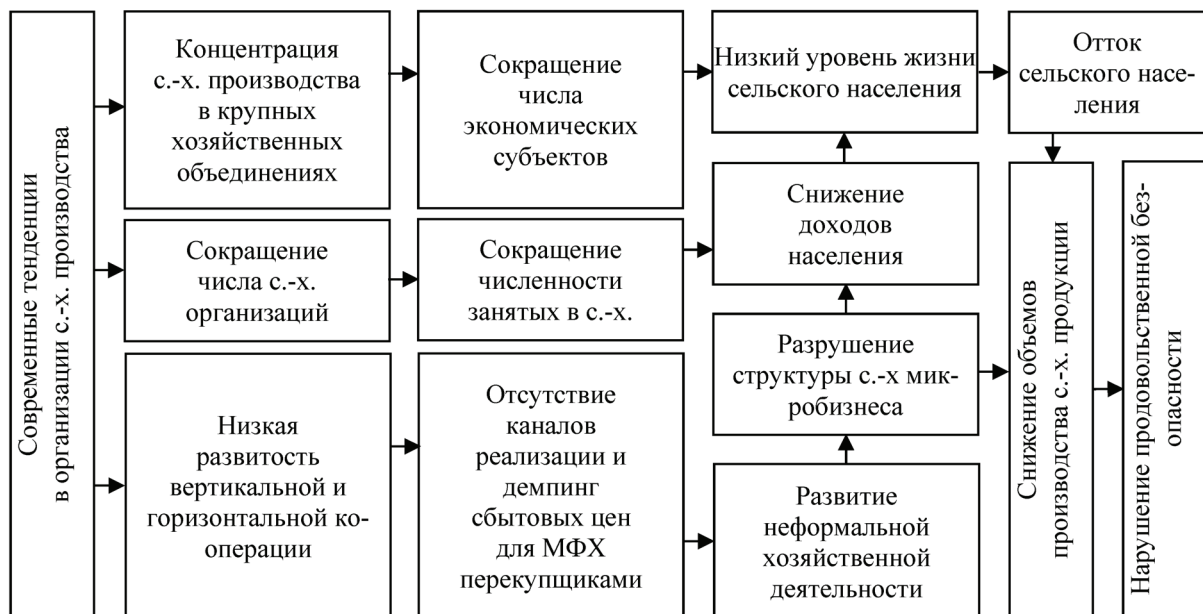 Современные тенденции
в организации с.-х. производства
Концентрация
с.-х. производства
в крупных
хозяйственных
объединениях
Сокращение
числа
экономических
субъектов
Низкий уровень жизни
сельского населения
Отток
сельского насе-
ления
Сокращение
числа с.-х.
организаций
Сокращение
численности
занятых в с.-х.
Снижение
доходов
населения
Низкая
развитость
вертикальной и
горизонтальной ко-
операции
Отсутствие
каналов
реализации и
демпинг
сбытовых цен
для МФХ
перекупщиками
Разрушение
структуры с.-х мик-
робизнеса
Развитие
неформальной
хозяйственной
деятельности
Снижение объемов
производства с.-х. продукции
Нарушение продовольственной без-
опасности